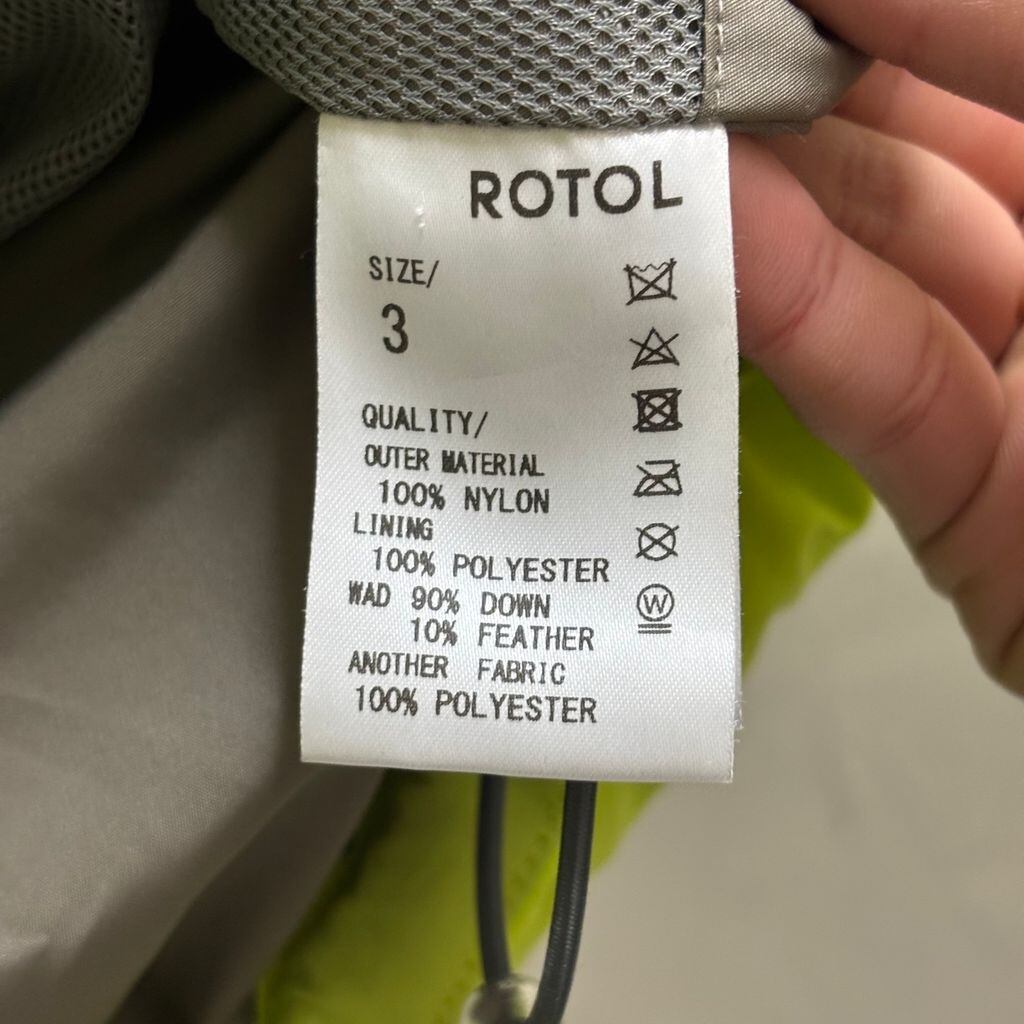 ROTOL
SIZE/
3
QUALITY/
OUTER MATERIAL
100% NYLON
LINING
100% POLYESTER
WAD 90% DOWN
10% FEATHER
ANOTHER FABRIC
100% POLYESTER
W